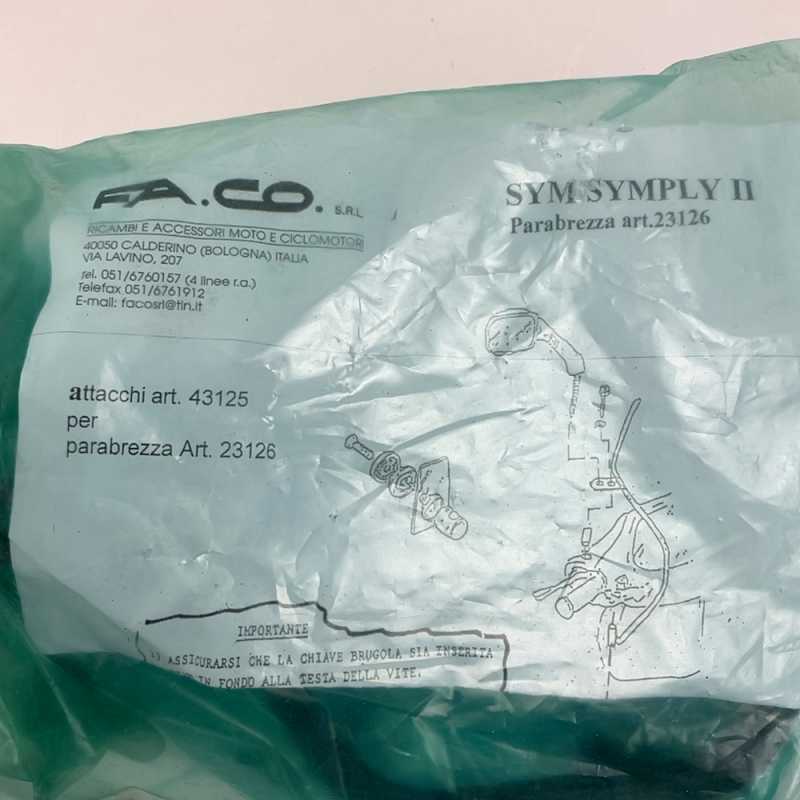 FA.CO. S.R.L
RICAMBI E ACCESSORI MOTO E CICLOMOTORI
40050 CALDERINO (BOLOGNA) ITALIA
VIA LAVINO, 207
Tel. 051/6760157 (4 linee r.a.)
Telefax 051/6761912
E-mail: facosrl@tin.it
SYM SYMPLY II
Parabrezza art.23126
attacchi art. 43125
per
parabrezza Art. 23126
IMPORTANTE
1) ASSICURARSI CHE LA CHIAVE BRUGOLA SIA INSERITA
IN FONDO ALLA TESTA DELLA VITE.